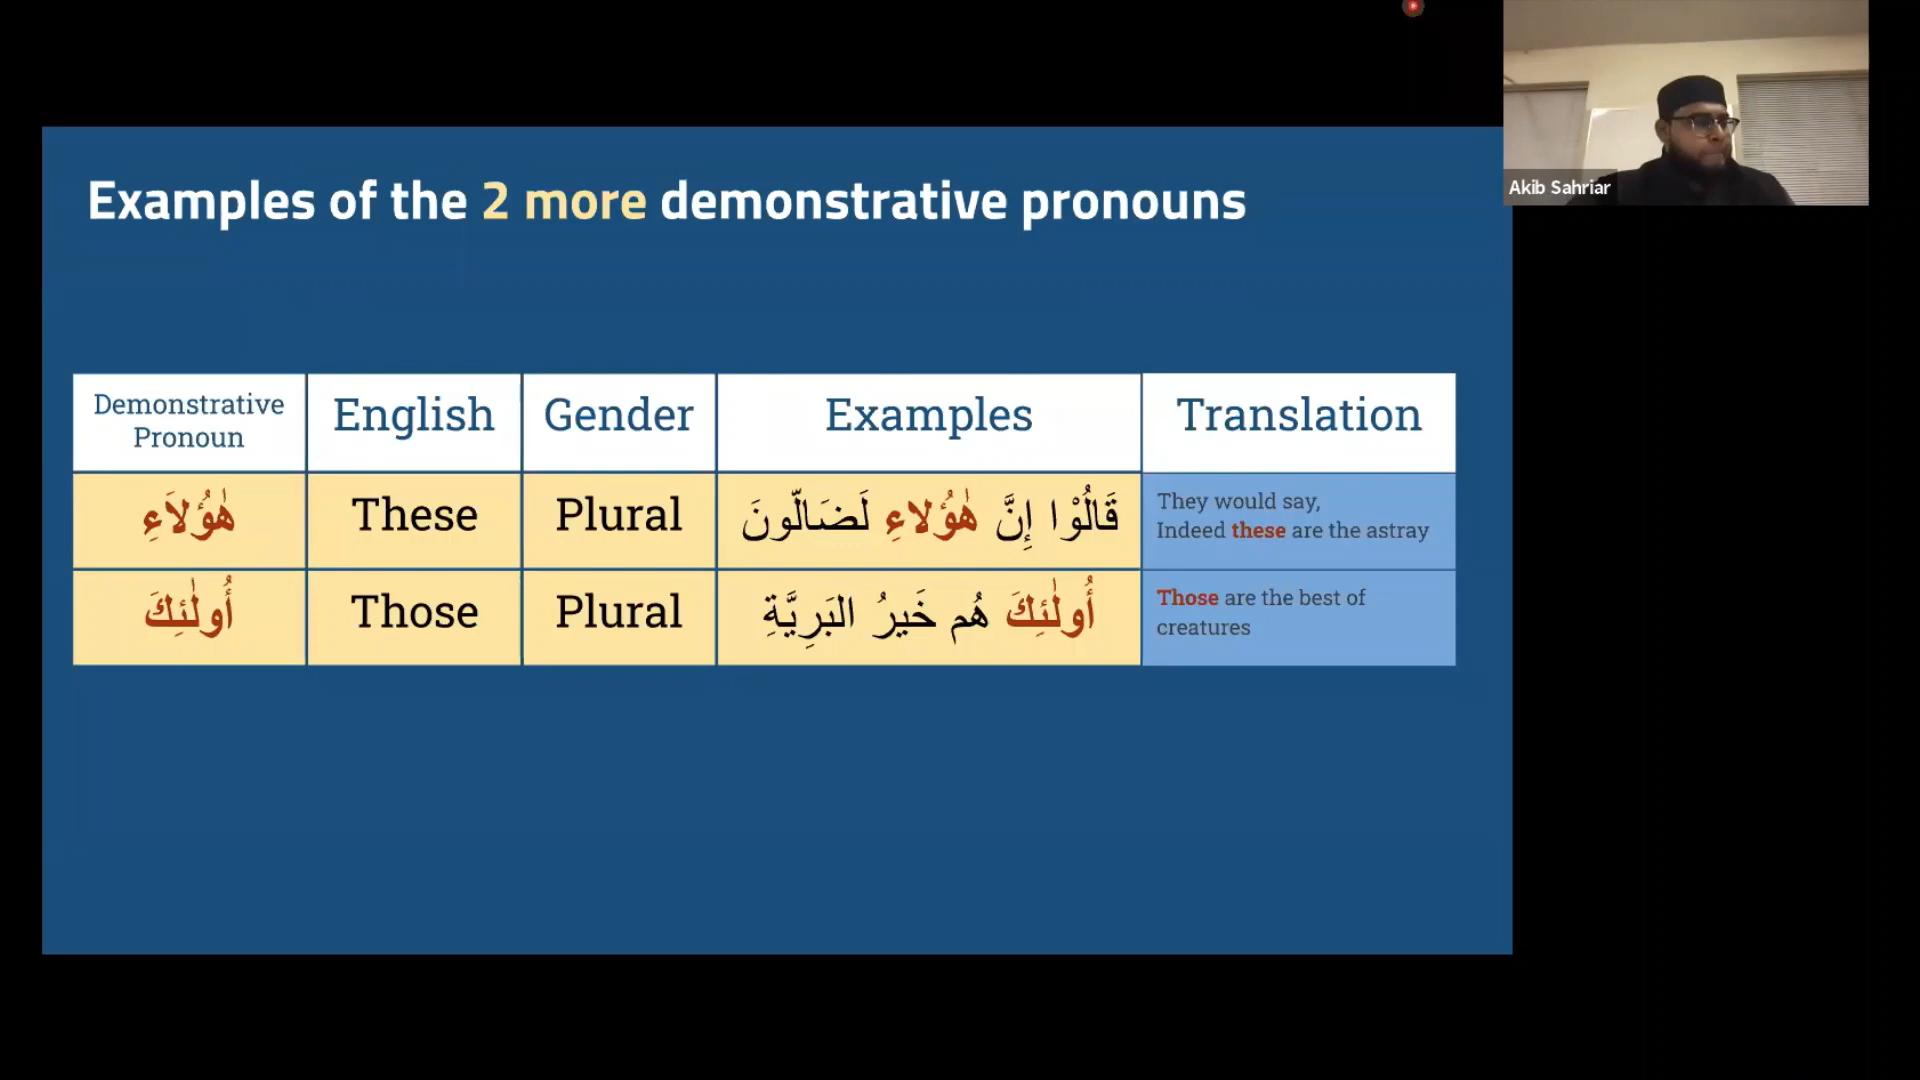 Examples of the 2 more demonstrative pronouns
Demonstrative
Pronoun
English
Gender
Examples
Translation
هٰؤُلاَءِ
These
Plural
قَالُوْا إِنَّ هٰؤُلاءِ لَضَالّونَ
They would say,
Indeed these are the astray
أُولٰئِكَ
Those
Plural
أُولٰئِكَ هُم خَيرُ البَرِيَّةِ
Those are the best of
creatures
Akib Sahriar